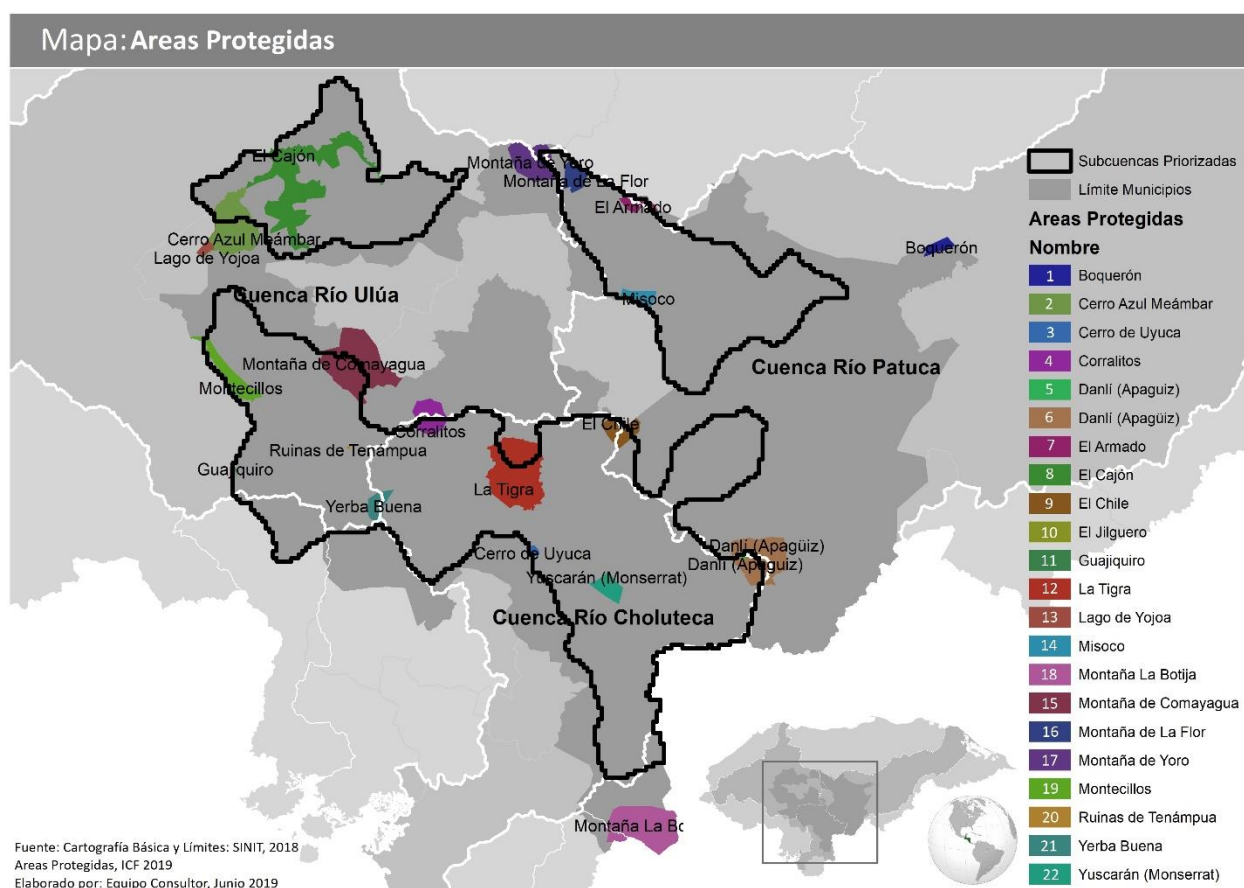 Mapa: Areas Protegidas
El Cajón
Montaña de Yoro
Montaña de La Flor
El Armado
Cerro Azul Meámbar
Lago de Yojoa
Boquerón
Cuenca Río Ulúa
Misoco
Montaña de Comayagua
Cuenca Río Patuca
Montecillos
El Chile
Corralitos
Ruinas de Tenámpua
Guajiquiro
La Tigra
Yerba Buena
Cerro de Uyuca
Danlí (Apagüiz)
Danlí (Apaguiz)
Yuscarán (Monserrat)
Cuenca Río Choluteca
Montaña La Bo
Subcuencas Priorizadas
Límite Municipios
Areas Protegidas
Nombre
1 Boquerón
2 Cerro Azul Meámbar
3 Cerro de Uyuca
4 Corralitos
5 Danlí (Apaguiz)
6 Danlí (Apagüiz)
7 El Armado
8 El Cajón
9 El Chile
10 El Jilguero
11 Guajiquiro
12 La Tigra
13 Lago de Yojoa
14 Misoco
18 Montaña La Botija
15 Montaña de Comayagua
16 Montaña de La Flor
17 Montaña de Yoro
19 Montecillos
20 Ruinas de Tenámpua
21 Yerba Buena
22 Yuscarán (Monserrat)
Fuente: Cartografía Básica y Límites: SINIT, 2018
Areas Protegidas, ICF 2019
Elaborado por: Equipo Consultor, Junio 2019